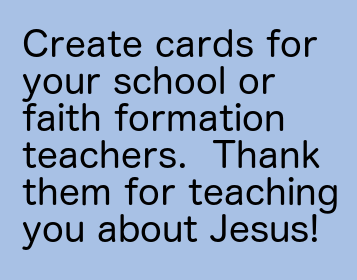 Create cards for
your school or
faith formation
teachers.  Thank
them for teaching
you about Jesus!